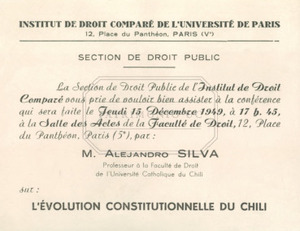 INSTITUT DE DROIT COMPARÉ DE L'UNIVERSITÉ DE PARIS
12, Place du Panthéon, PARIS (Vᵉ)
SECTION DE DROIT PUBLIC
La Section de Droit Public de l'Institut de Droit
Comparé vous prie de vouloir bien assister à la conférence
qui sera faite le Jeudi 15 Décembre 1949, à 17 h. 45,
à la Salle des Actes de la Faculté de Droit, 12, Place
du Panthéon, Paris (5ᵉ), par :
M. ALEJANDRO SILVA
Professeur à la Faculté de Droit
de l'Université Catholique du Chili
sur :
L'ÉVOLUTION CONSTITUTIONNELLE DU CHILI